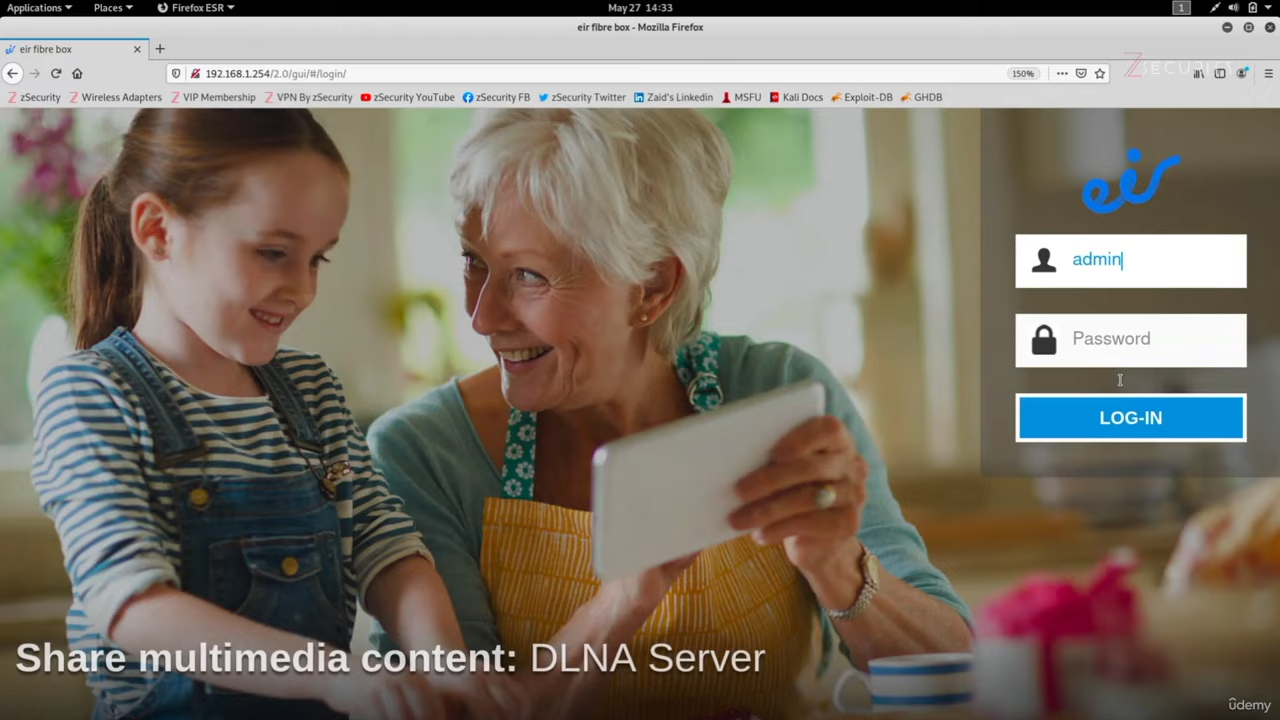 Applications Places Firefox ESR May 27 14:33 1
eir fibre box - Mozilla Firefox
eir fibre box
192.168.1.254/2.0/gui/#/login/ 150%
ZSECURITY
zSecurity Wireless Adapters VIP Membership VPN By zSecurity zSecurity YouTube zSecurity FB zSecurity Twitter Zaid's Linkedin MSFU Kali Docs Exploit-DB GHDB
eir
admin
Password
LOG-IN
Share multimedia content: DLNA Server
ûdemy